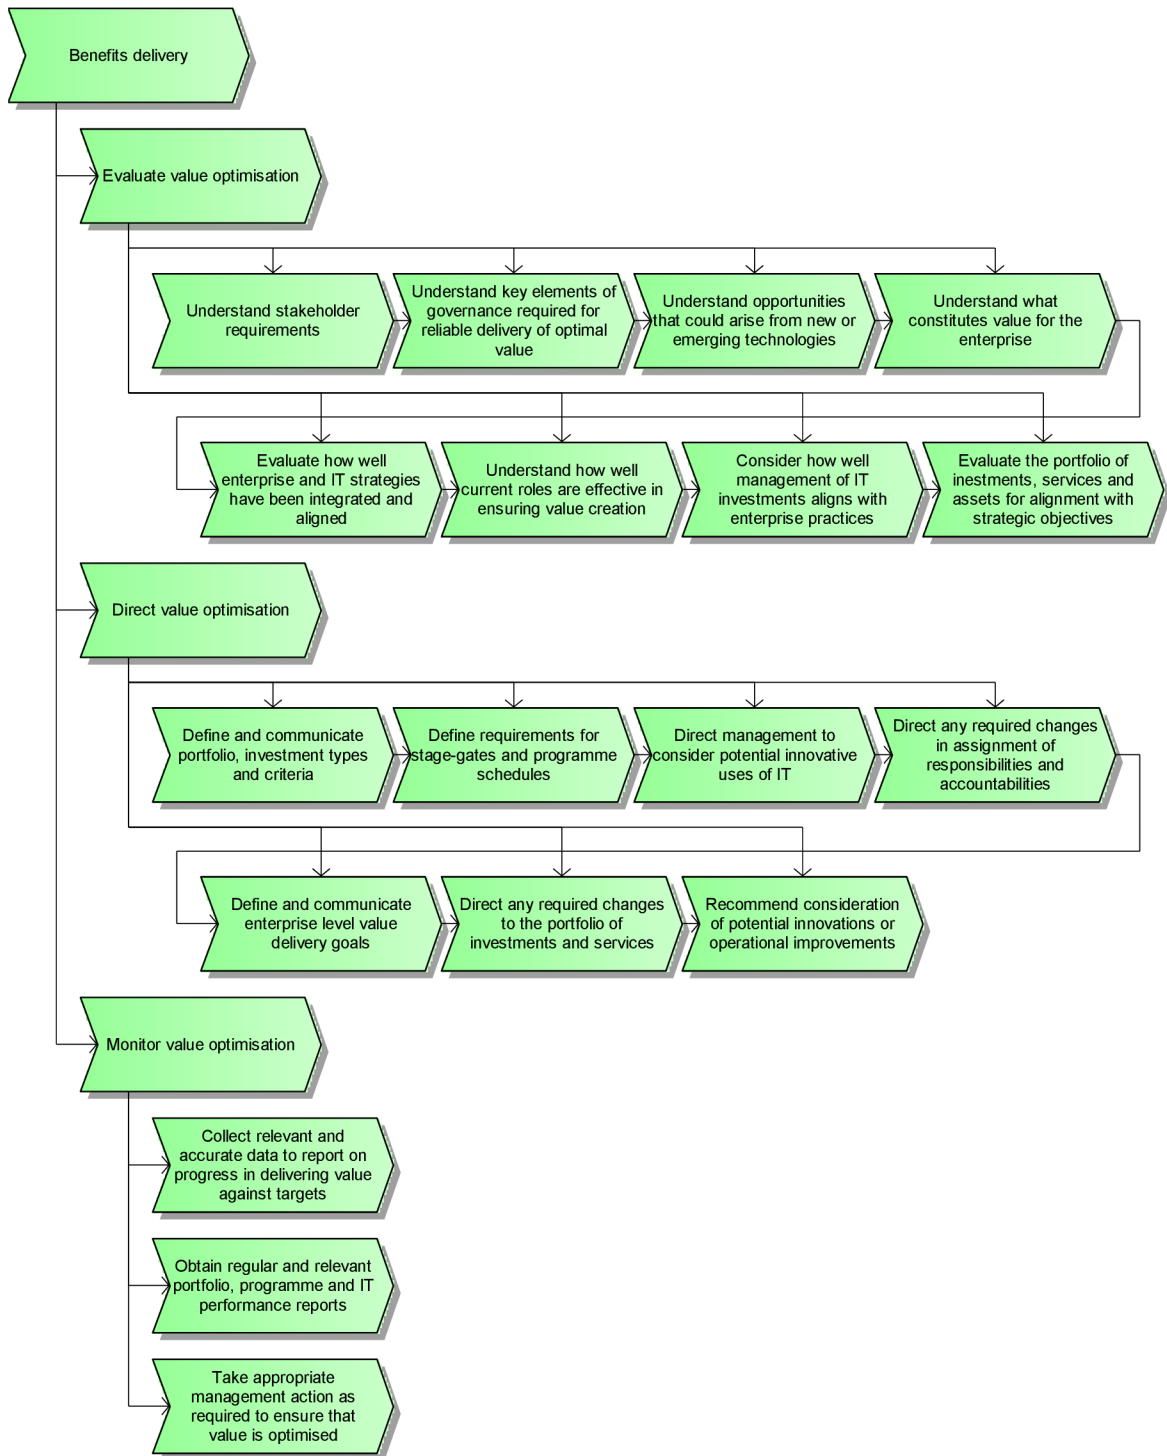 Benefits delivery
Evaluate value optimisation
Understand stakeholder
requirements
Understand key elements of
governance required for
reliable delivery of optimal
value
Understand opportunities
that could arise from new or
emerging technologies
Understand what
constitutes value for the
enterprise
Evaluate how well
enterprise and IT strategies
have been integrated and
aligned
Understand how well
current roles are effective in
ensuring value creation
Consider how well
management of IT
investments aligns with
enterprise practices
Evaluate the portfolio of
inestments, services and
assets for alignment with
strategic objectives
Direct value optimisation
Define and communicate
portfolio, investment types
and criteria
Define requirements for
stage-gates and programme
schedules
Direct management to
consider potential innovative
uses of IT
Direct any required changes
in assignment of
responsibilities and
accountabilities
Define and communicate
enterprise level value
delivery goals
Direct any required changes
to the portfolio of
investments and services
Recommend consideration
of potential innovations or
operational improvements
Monitor value optimisation
Collect relevant and
accurate data to report on
progress in delivering value
against targets
Obtain regular and relevant
portfolio, programme and IT
performance reports
Take appropriate
management action as
required to ensure that
value is optimised